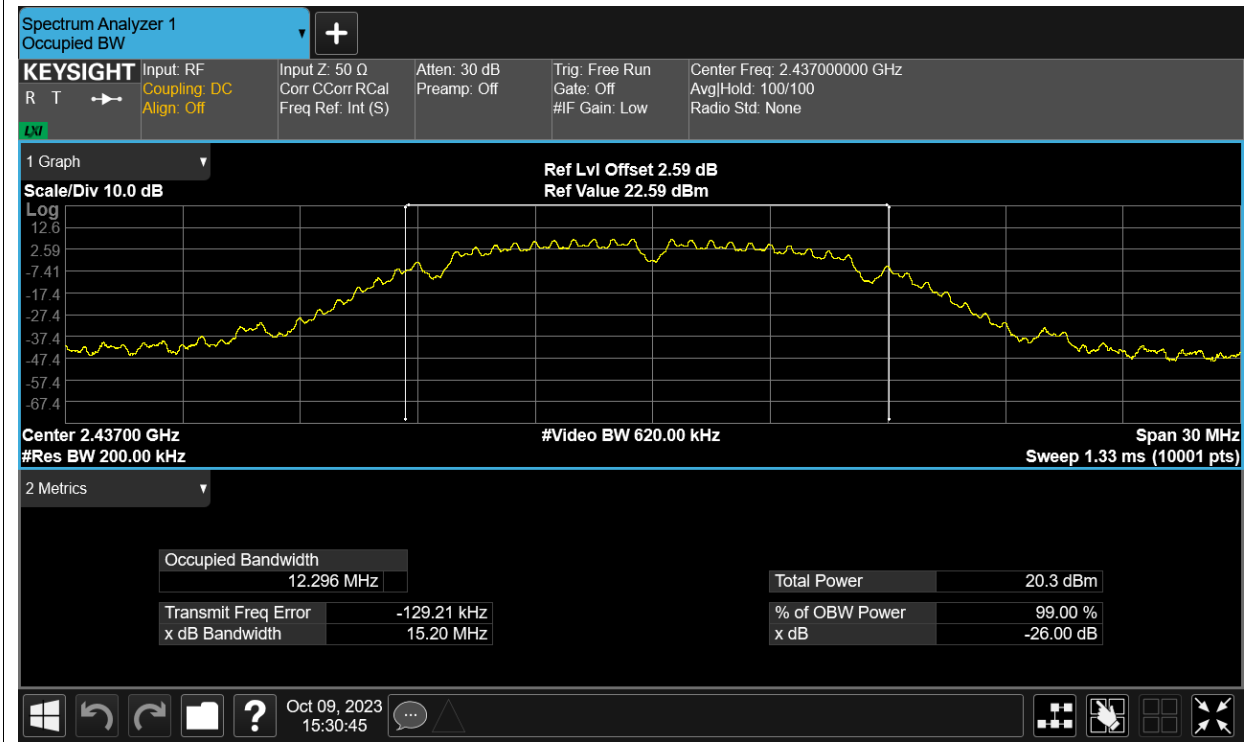 Spectrum Analyzer 1
Occupied BW
KEYSIGHT
R T
LXI
Input: RF
Coupling: DC
Align: Off
Input Z: 50 Ω
Corr CCorr RCal
Freq Ref: Int (S)
Atten: 30 dB
Preamp: Off
Trig: Free Run
Gate: Off
#IF Gain: Low
Center Freq: 2.437000000 GHz
Avg|Hold: 100/100
Radio Std: None
1 Graph
Scale/Div 10.0 dB
Ref Lvl Offset 2.59 dB
Ref Value 22.59 dBm
Log
12.6
2.59
-7.41
-17.4
-27.4
-37.4
-47.4
-57.4
-67.4
Center 2.43700 GHz
#Video BW 620.00 kHz
Span 30 MHz
#Res BW 200.00 kHz
Sweep 1.33 ms (10001 pts)
2 Metrics
Occupied Bandwidth
12.296 MHz
Total Power 20.3 dBm
Transmit Freq Error -129.21 kHz
% of OBW Power 99.00 %
x dB Bandwidth 15.20 MHz
x dB -26.00 dB
?
Oct 09, 2023
15:30:45